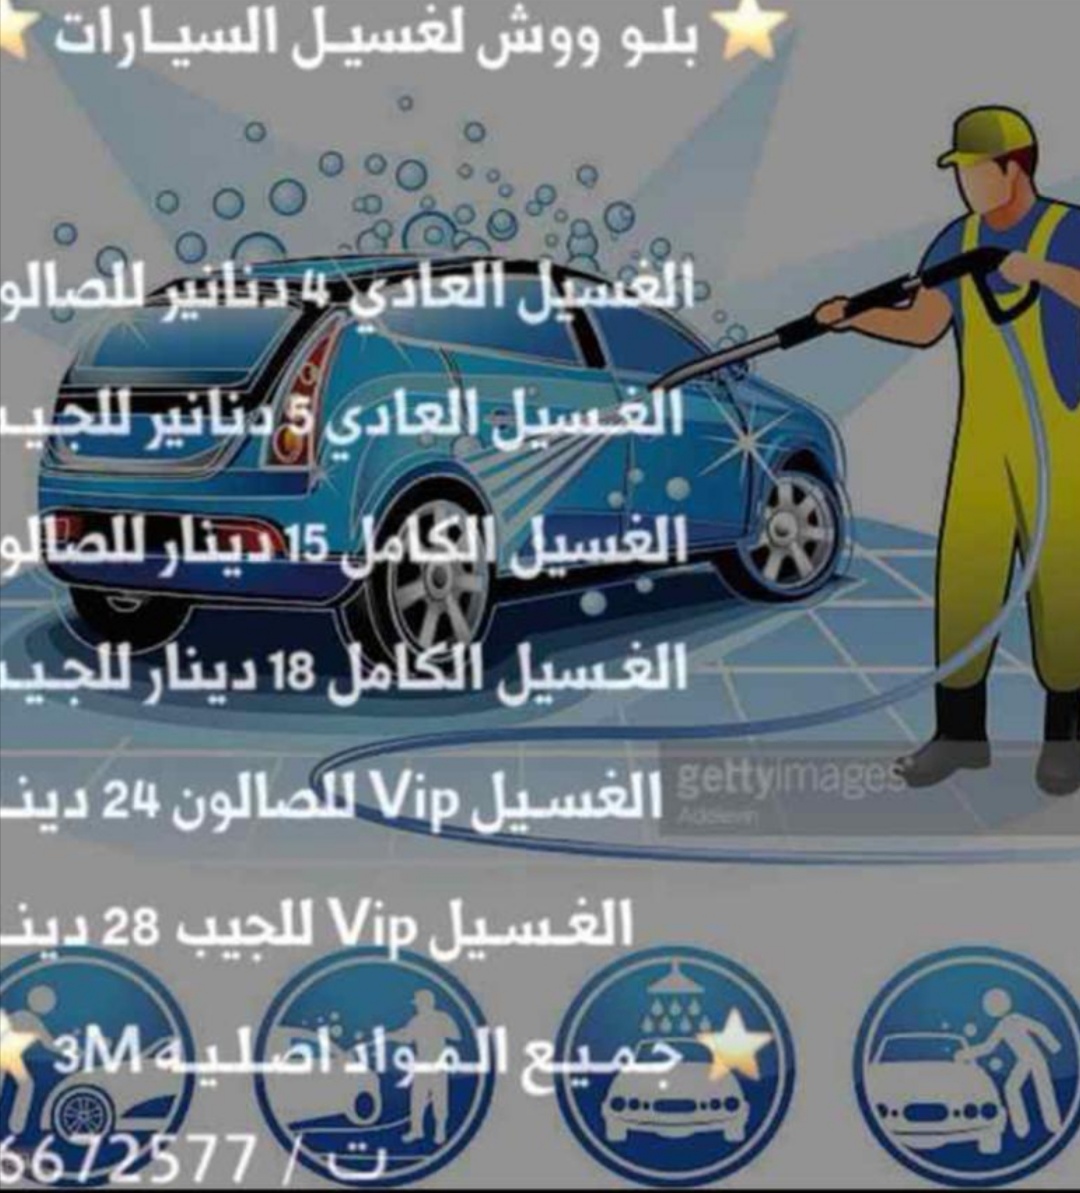 بلو ووش لغسيل السيارات
الغسيل العادي 4 دنانير للصالو
الغسيل العادي 5 دنانير للجيـ
الغسيل الكامل 15 دينار للصالو
الغسيل الكامل 18 دينار للجيـ
الغسيل Vip للصالون 24 دينـ
gettyimages
الغسيل Vip للجيب 28 دينـ
جميع المواد اصليه 3M
ت / 6672577